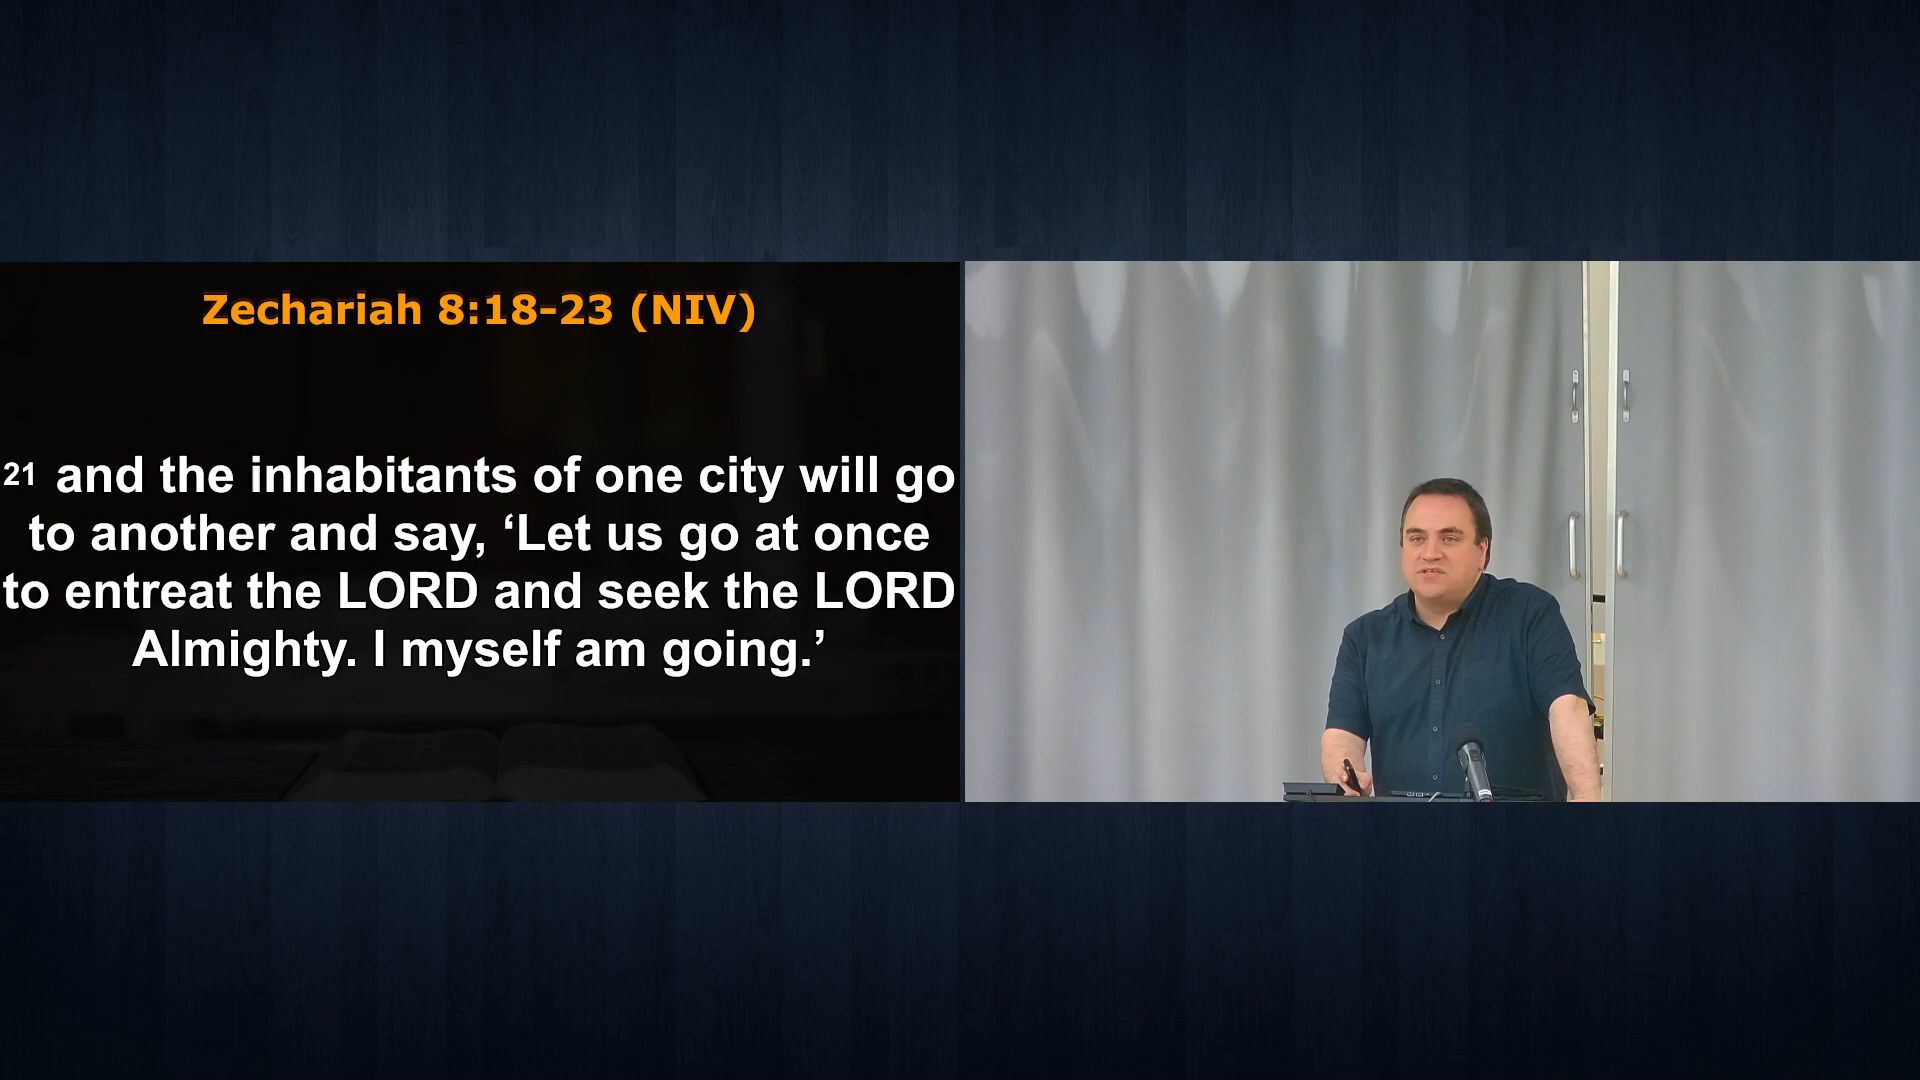 Zechariah 8:18-23 (NIV)
21 and the inhabitants of one city will go
to another and say, ‘Let us go at once
to entreat the LORD and seek the LORD
Almighty. I myself am going.’